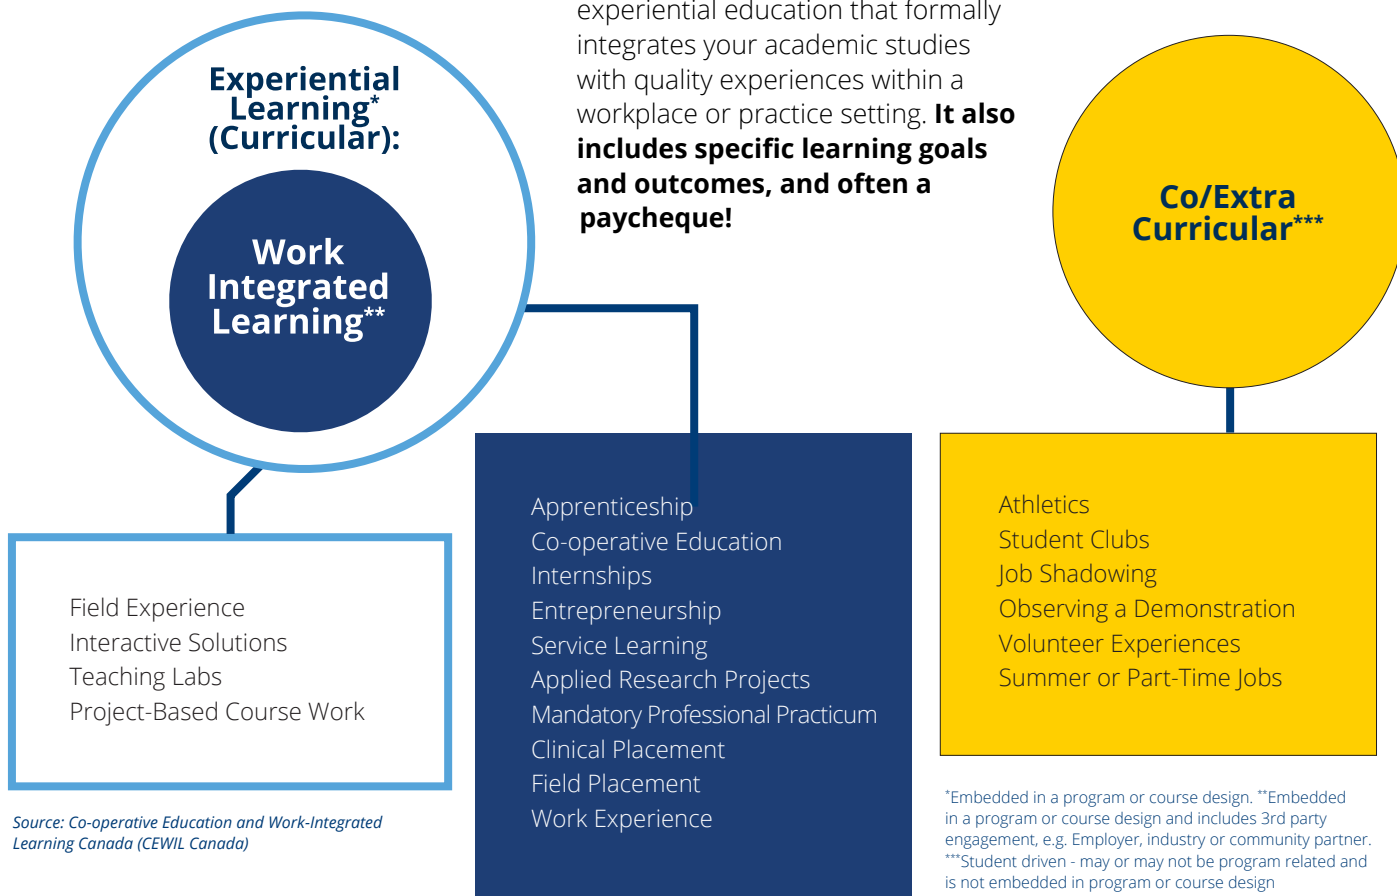 experiential education that formally
integrates your academic studies
with quality experiences within a
workplace or practice setting. It also
includes specific learning goals
and outcomes, and often a
paycheque!
Experiential
Learning*
(Curricular):
Work
Integrated
Learning**
Co/Extra
Curricular***
Field Experience
Interactive Solutions
Teaching Labs
Project-Based Course Work
Apprenticeship
Co-operative Education
Internships
Entrepreneurship
Service Learning
Applied Research Projects
Mandatory Professional Practicum
Clinical Placement
Field Placement
Work Experience
Athletics
Student Clubs
Job Shadowing
Observing a Demonstration
Volunteer Experiences
Summer or Part-Time Jobs
Source: Co-operative Education and Work-Integrated
Learning Canada (CEWIL Canada)
*Embedded in a program or course design. **Embedded
in a program or course design and includes 3rd party
engagement, e.g. Employer, industry or community partner.
***Student driven - may or may not be program related and
is not embedded in program or course design